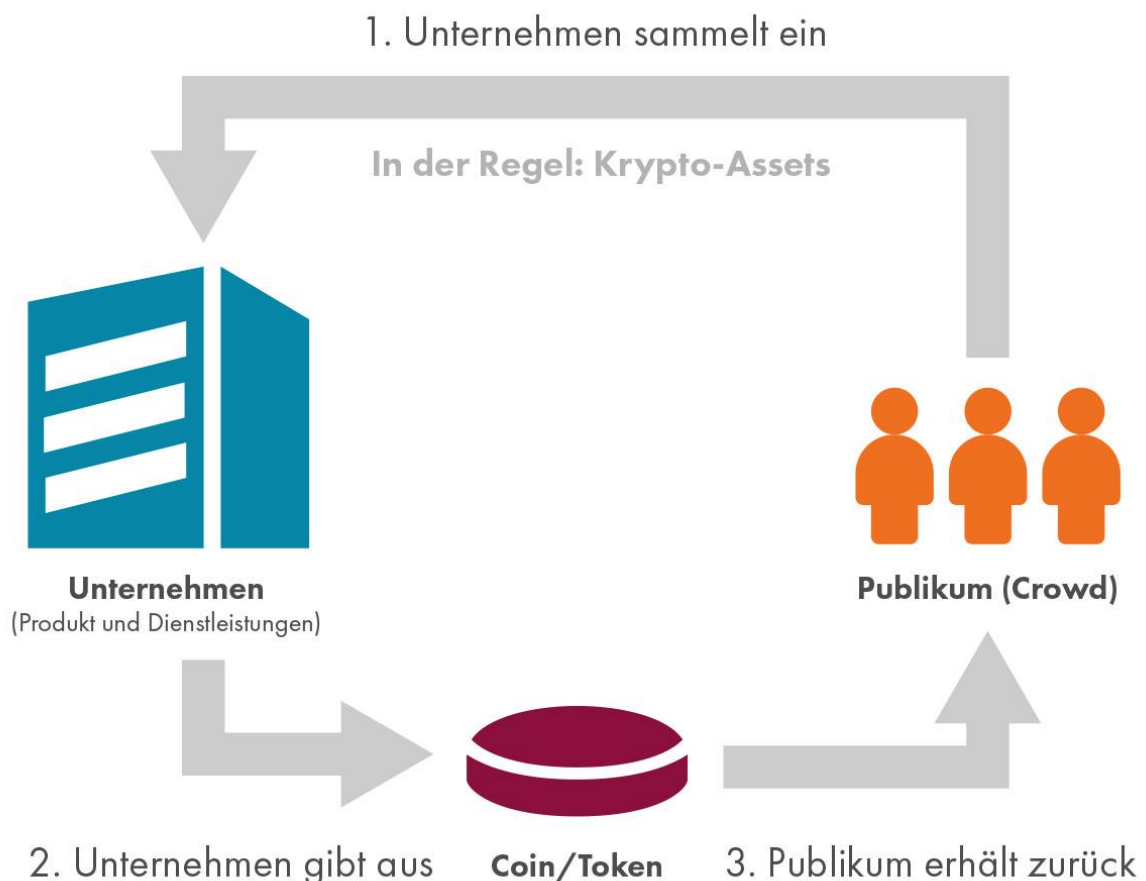 1. Unternehmen sammelt ein
In der Regel: Krypto-Assets
Unternehmen
(Produkt und Dienstleistungen)
Publikum (Crowd)
2. Unternehmen gibt aus
Coin/Token
3. Publikum erhält zurück